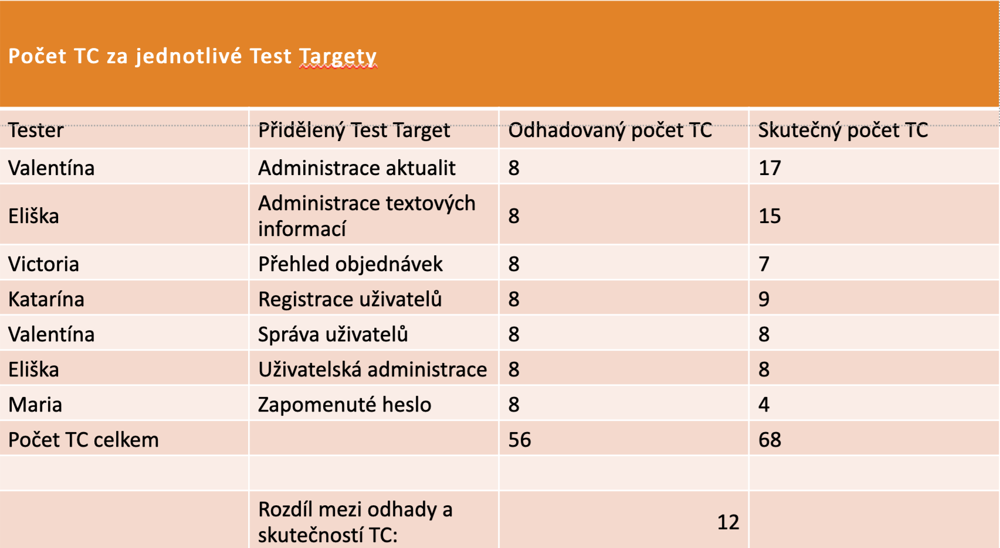 Počet TC za jednotlivé Test Targety
Tester Přidělený Test Target Odhadovaný počet TC Skutečný počet TC
Valentína Administrace aktualit 8 17
Eliška Administrace textových informací 8 15
Victoria Přehled objednávek 8 7
Katarína Registrace uživatelů 8 9
Valentína Správa uživatelů 8 8
Eliška Uživatelská administrace 8 8
Maria Zapomenuté heslo 8 4
Počet TC celkem 56 68
Rozdíl mezi odhady a skutečností TC: 12